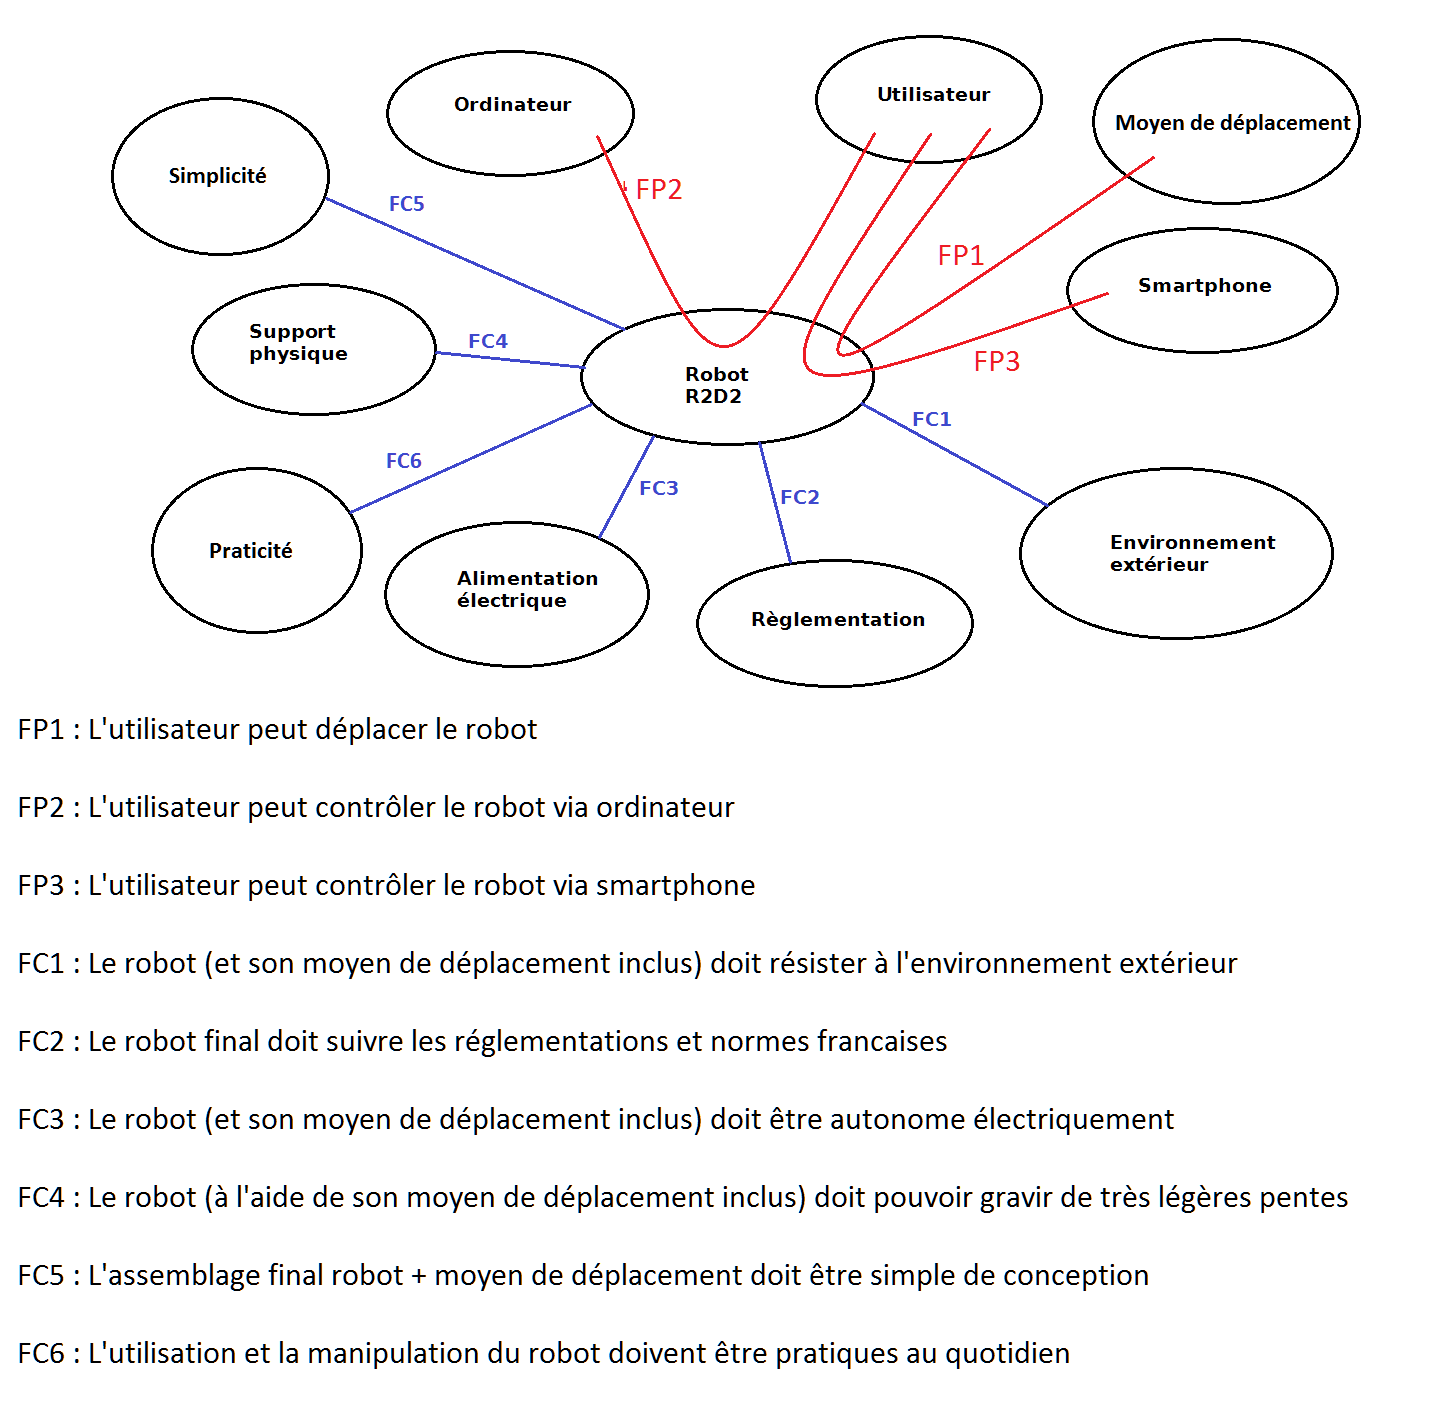 Ordinateur
Utilisateur
Moyen de déplacement
Simplicité
FC5
FP2
FP1
Smartphone
Support
physique
FC4
FP3
Robot
R2D2
FC1
FC6
FC3
FC2
Praticité
Environnement
extérieur
Alimentation
électrique
Règlementation
FP1 : L'utilisateur peut déplacer le robot
FP2 : L'utilisateur peut contrôler le robot via ordinateur
FP3 : L'utilisateur peut contrôler le robot via smartphone
FC1 : Le robot (et son moyen de déplacement inclus) doit résister à l'environnement extérieur
FC2 : Le robot final doit suivre les réglementations et normes francaises
FC3 : Le robot (et son moyen de déplacement inclus) doit être autonome électriquement
FC4 : Le robot (à l'aide de son moyen de déplacement inclus) doit pouvoir gravir de très légères pentes
FC5 : L'assemblage final robot + moyen de déplacement doit être simple de conception
FC6 : L'utilisation et la manipulation du robot doivent être pratiques au quotidien